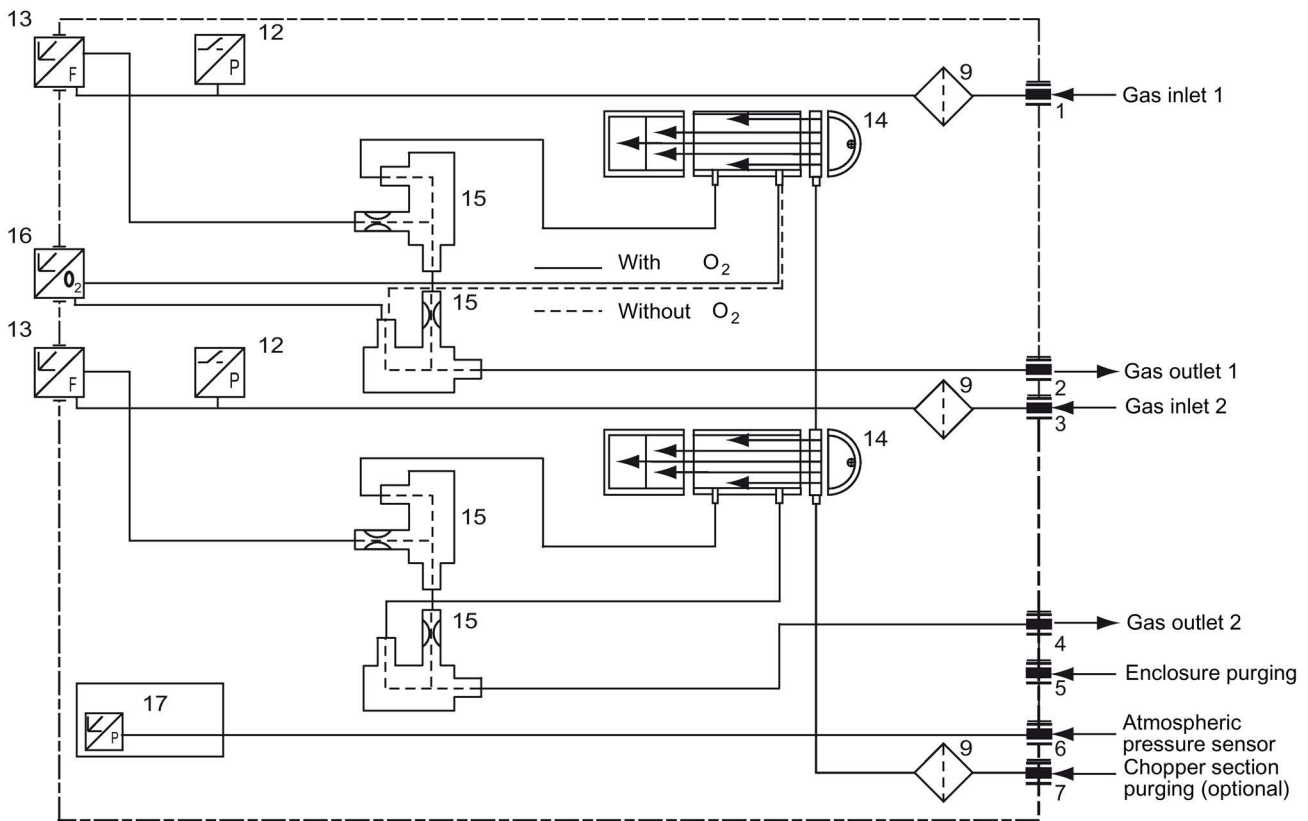 13
12
9
F
P
Gas inlet 1
1
14
15
16
With O2
O2
15
Without O2
13
12
9
F
P
2
Gas outlet 1
3
Gas inlet 2
14
15
15
4
Gas outlet 2
5
Enclosure purging
17
P
6
Atmospheric
pressure sensor
9
7
Chopper section
purging (optional)